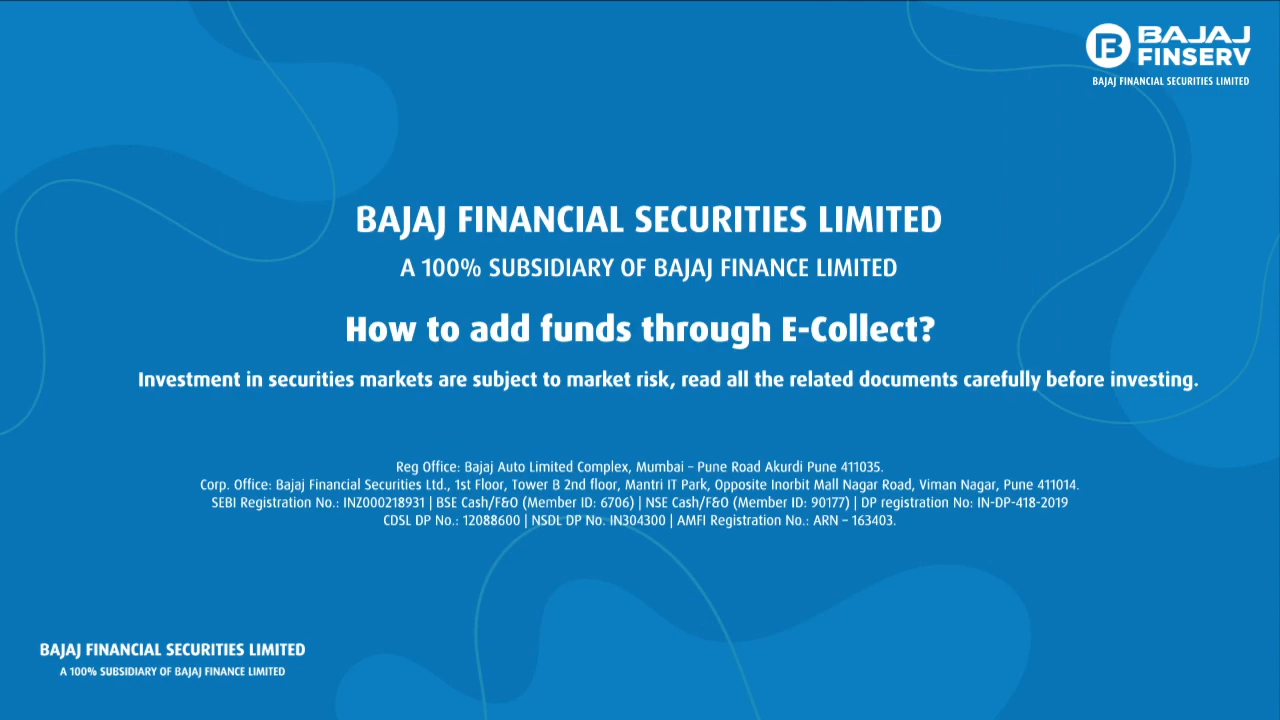 BAJAJ
FINSERV
BAJAJ FINANCIAL SECURITIES LIMITED
BAJAJ FINANCIAL SECURITIES LIMITED
A 100% SUBSIDIARY OF BAJAJ FINANCE LIMITED
How to add funds through E-Collect?
Investment in securities markets are subject to market risk, read all the related documents carefully before investing.
Reg Office: Bajaj Auto Limited Complex, Mumbai – Pune Road Akurdi Pune 411035.
Corp. Office: Bajaj Financial Securities Ltd., 1st Floor, Tower B 2nd floor, Mantri IT Park, Opposite Inorbit Mall Nagar Road, Viman Nagar, Pune 411014.
SEBI Registration No.: INZ000218931 | BSE Cash/F&O (Member ID: 6706) | NSE Cash/F&O (Member ID: 90177) | DP registration No: IN-DP-418-2019
CDSL DP No.: 12088600 | NSDL DP No. IN304300 | AMFI Registration No.: ARN – 163403.
BAJAJ FINANCIAL SECURITIES LIMITED
A 100% SUBSIDIARY OF BAJAJ FINANCE LIMITED